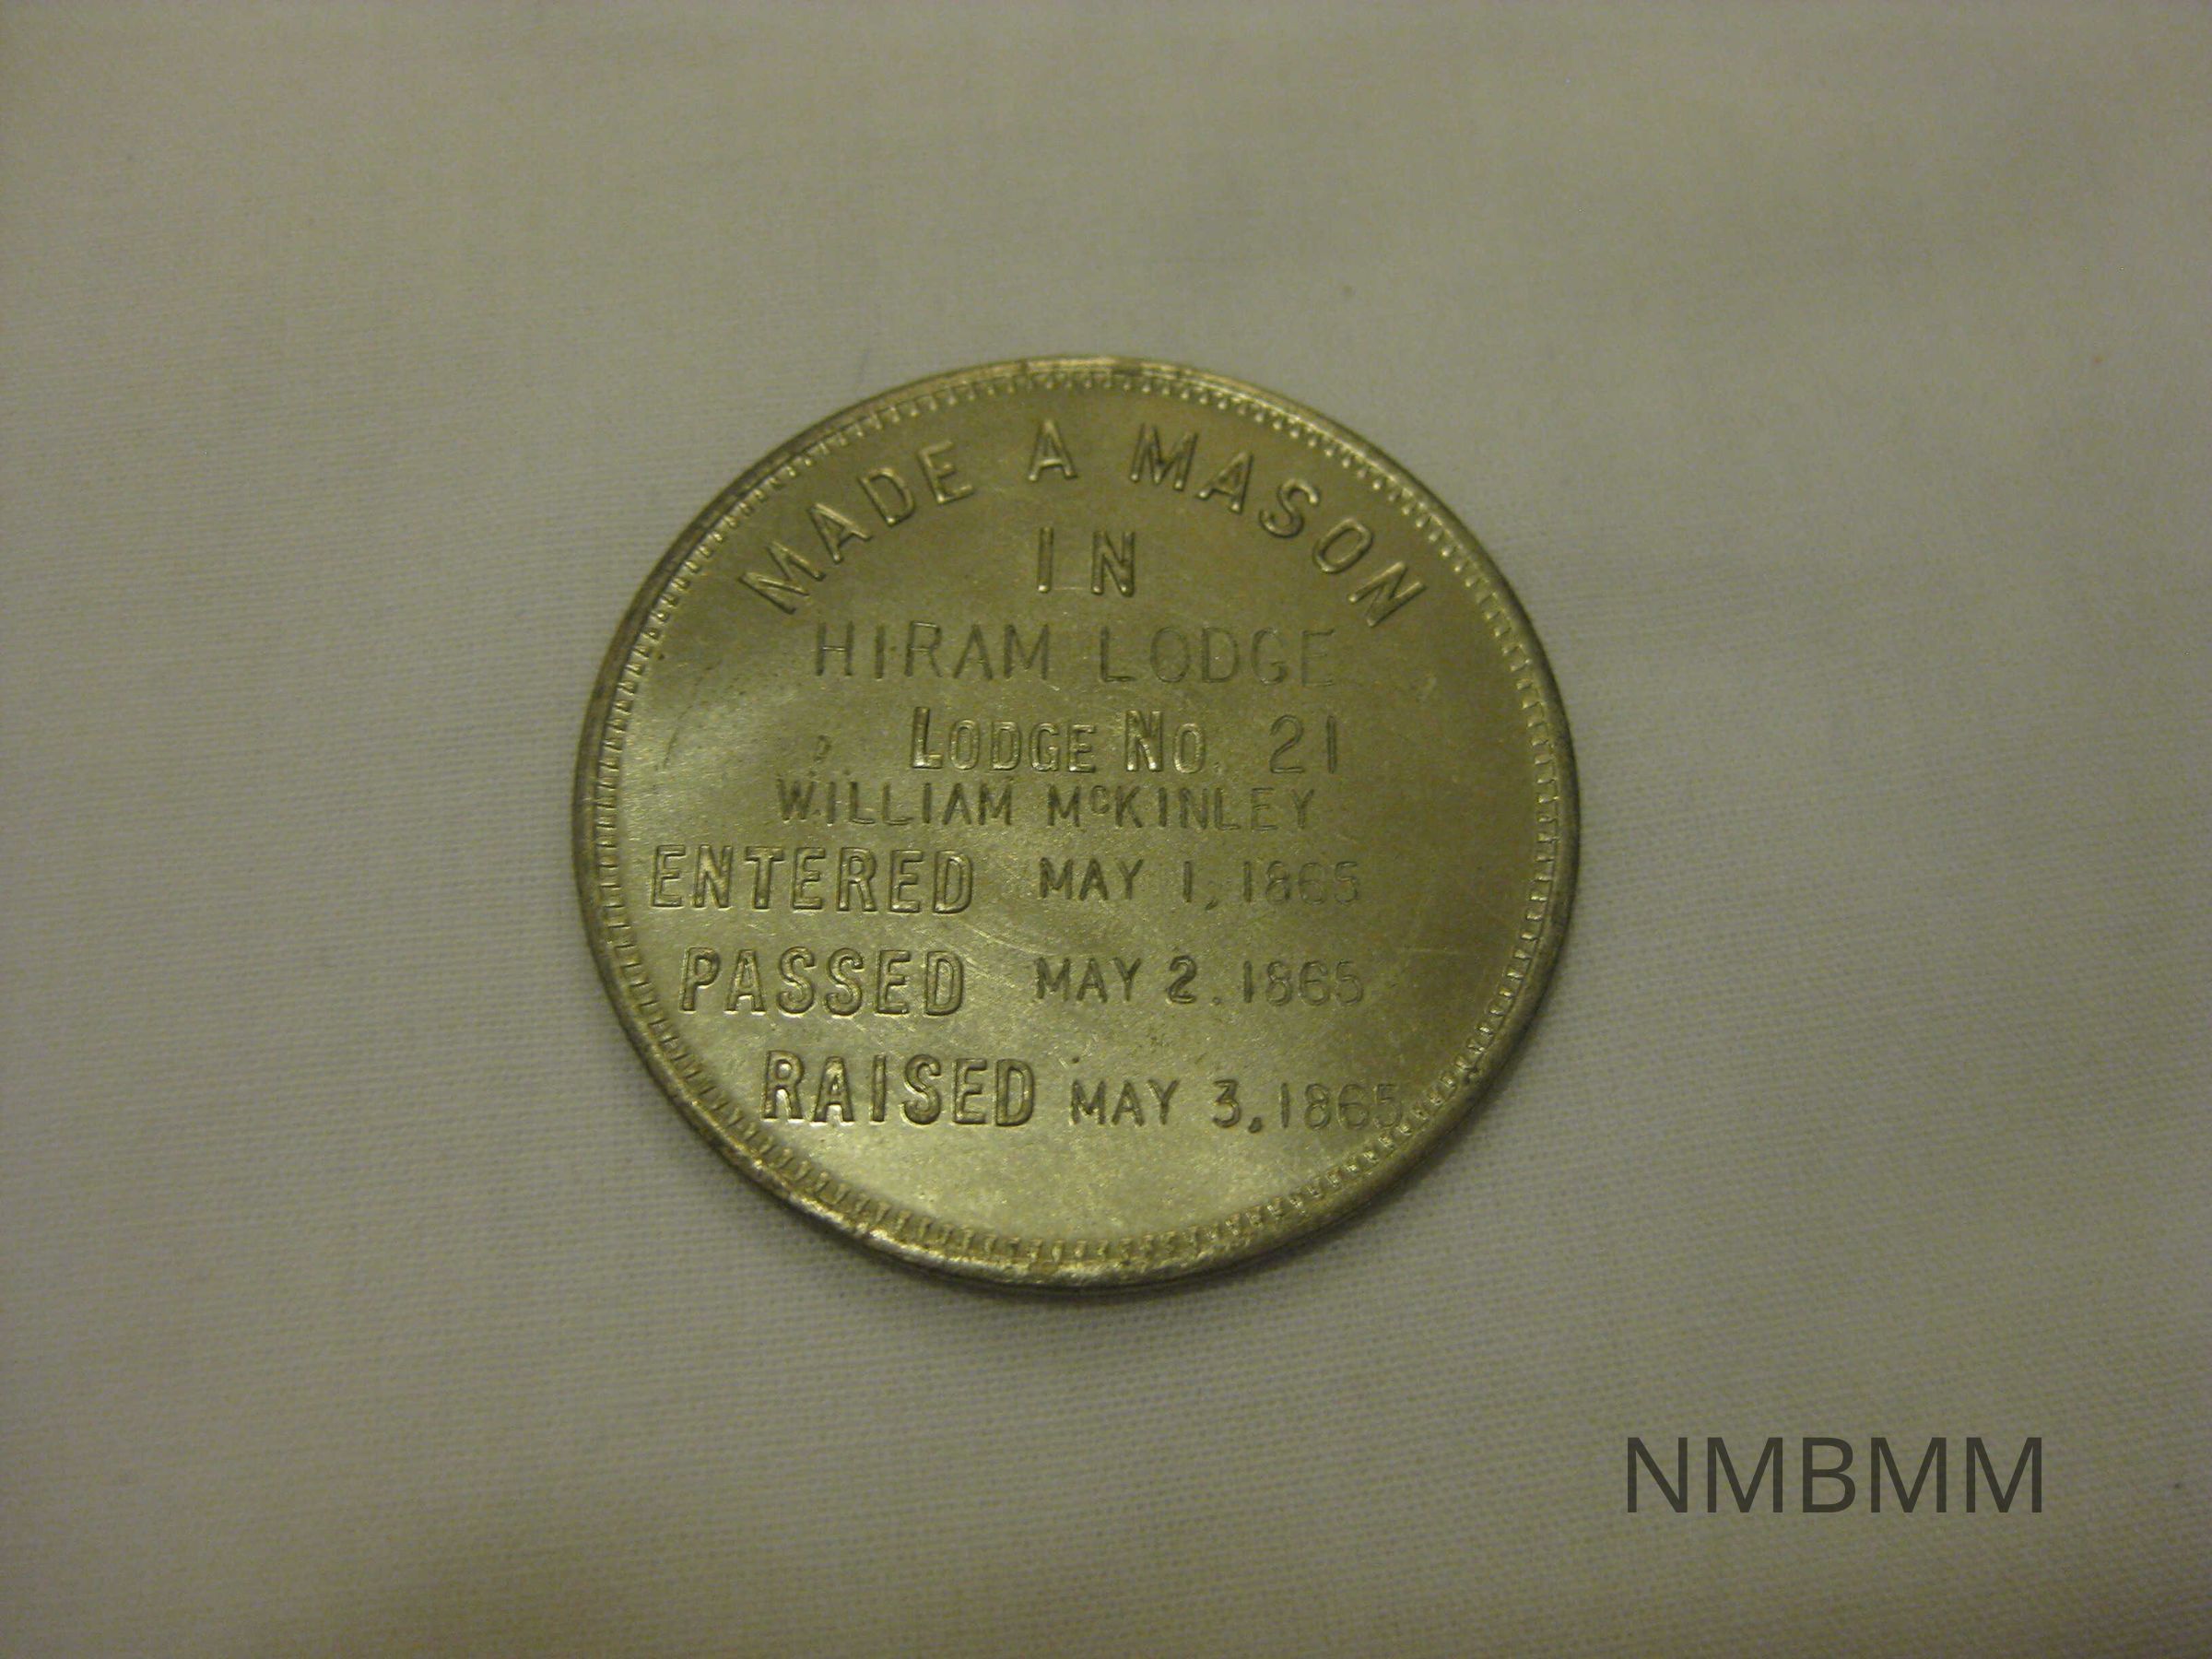 MADE A MASON
IN
HIRAM LODGE
LODGE NO. 21
WILLIAM McKINLEY
ENTERED MAY 1, 1865
PASSED MAY 2, 1865
RAISED MAY 3, 1865
NMBMM